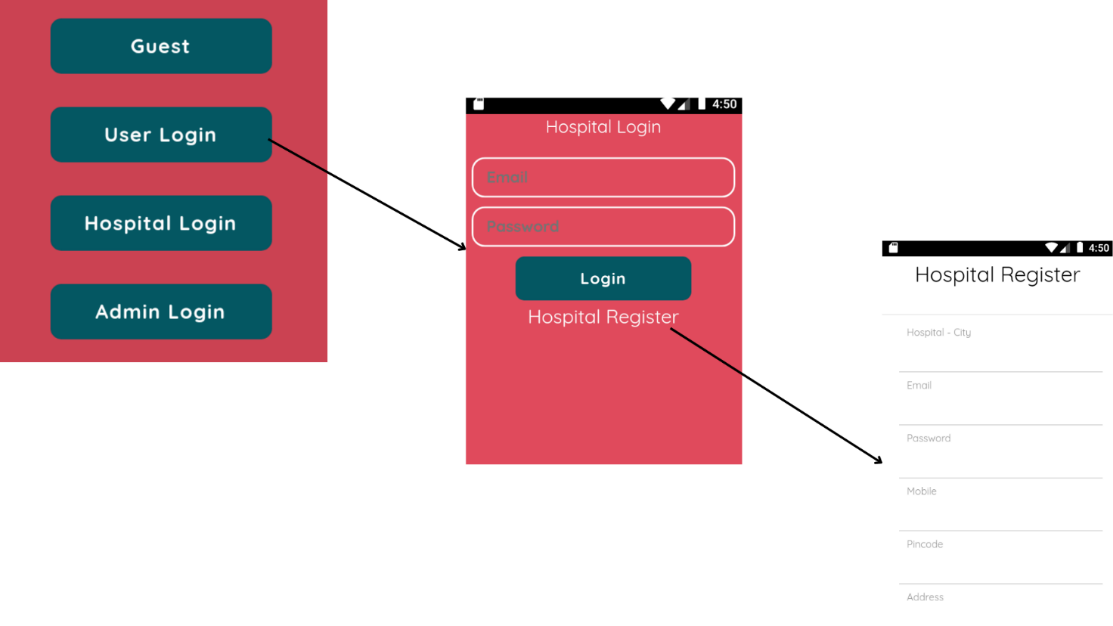 Guest
User Login
Hospital Login
Admin Login
4:50
Hospital Login
Email
Password
Login
Hospital Register
4:50
Hospital Register
Hospital - City
Email
Password
Mobile
Pincode
Address